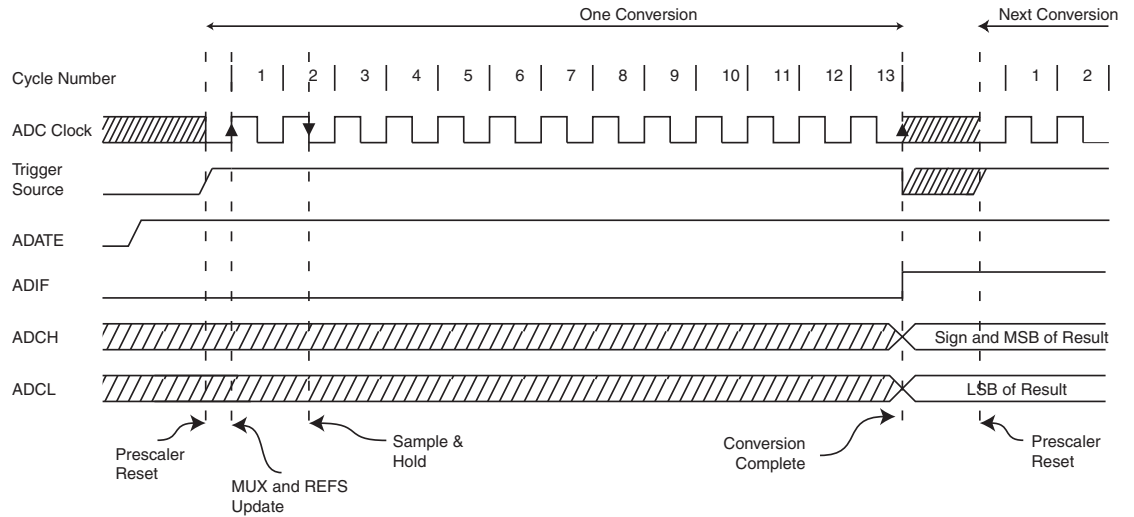 One Conversion
Next Conversion
Cycle Number
1 2 3 4 5 6 7 8 9 10 11 12 13 1 2
ADC Clock
Trigger
Source
ADATE
ADIF
ADCH
Sign and MSB of Result
ADCL
LSB of Result
Prescaler
Reset
MUX and REFS
Update
Sample &
Hold
Conversion
Complete
Prescaler
Reset